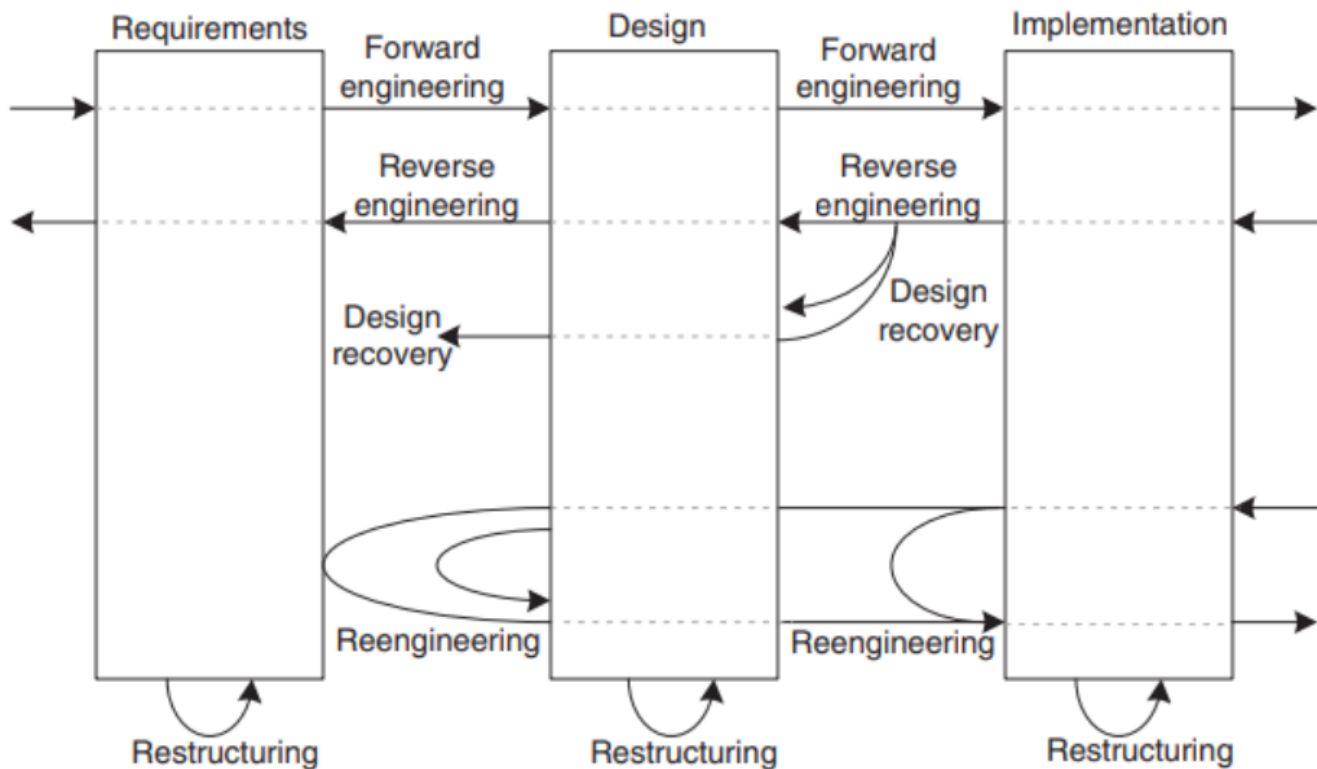 Requirements
Design
Implementation
Forward
engineering
Forward
engineering
Reverse
engineering
Reverse
engineering
Design
recovery
Design
recovery
Reengineering
Reengineering
Restructuring
Restructuring
Restructuring